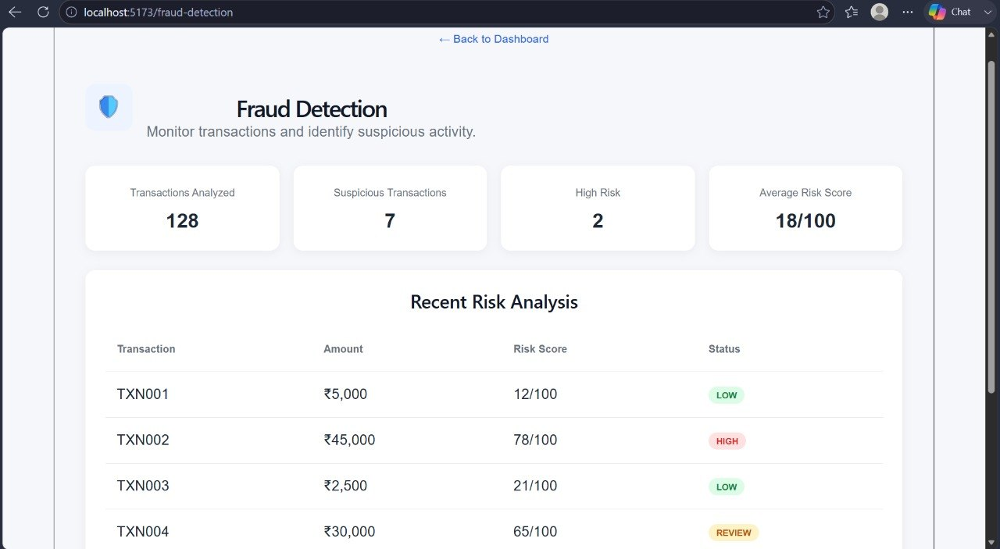 localhost:5173/fraud-detection
Chat
← Back to Dashboard
Fraud Detection
Monitor transactions and identify suspicious activity.
Transactions Analyzed
128
Suspicious Transactions
7
High Risk
2
Average Risk Score
18/100
Recent Risk Analysis
Transaction Amount Risk Score Status
TXN001 ₹5,000 12/100 LOW
TXN002 ₹45,000 78/100 HIGH
TXN003 ₹2,500 21/100 LOW
TXN004 ₹30,000 65/100 REVIEW